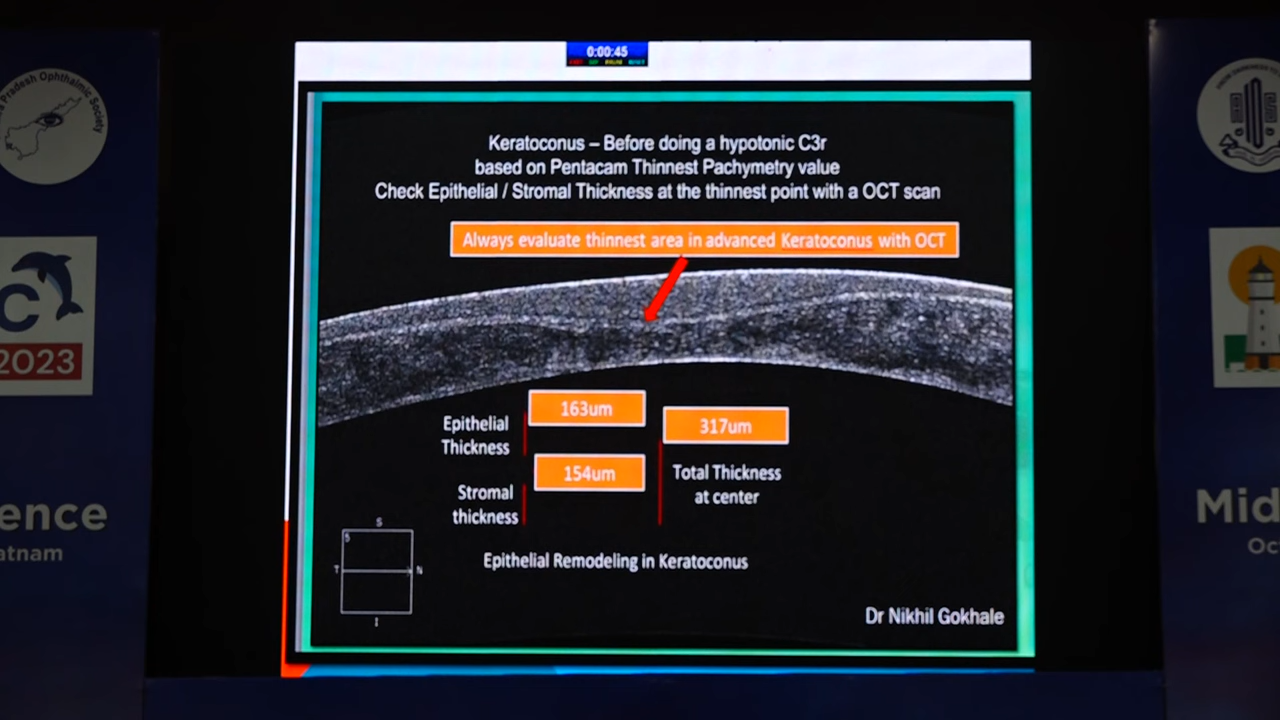 0:00:45
Pradesh Ophthalmic Society
Keratoconus – Before doing a hypotonic C3r
based on Pentacam Thinnest Pachymetry value
Check Epithelial / Stromal Thickness at the thinnest point with a OCT scan
Always evaluate thinnest area in advanced Keratoconus with OCT
C
2023
163um
Epithelial
Thickness
317um
154um
Stromal
thickness
Total Thickness
at center
S
5
T
N
I
Epithelial Remodeling in Keratoconus
Dr Nikhil Gokhale
ence
atnam
Mid
Oc